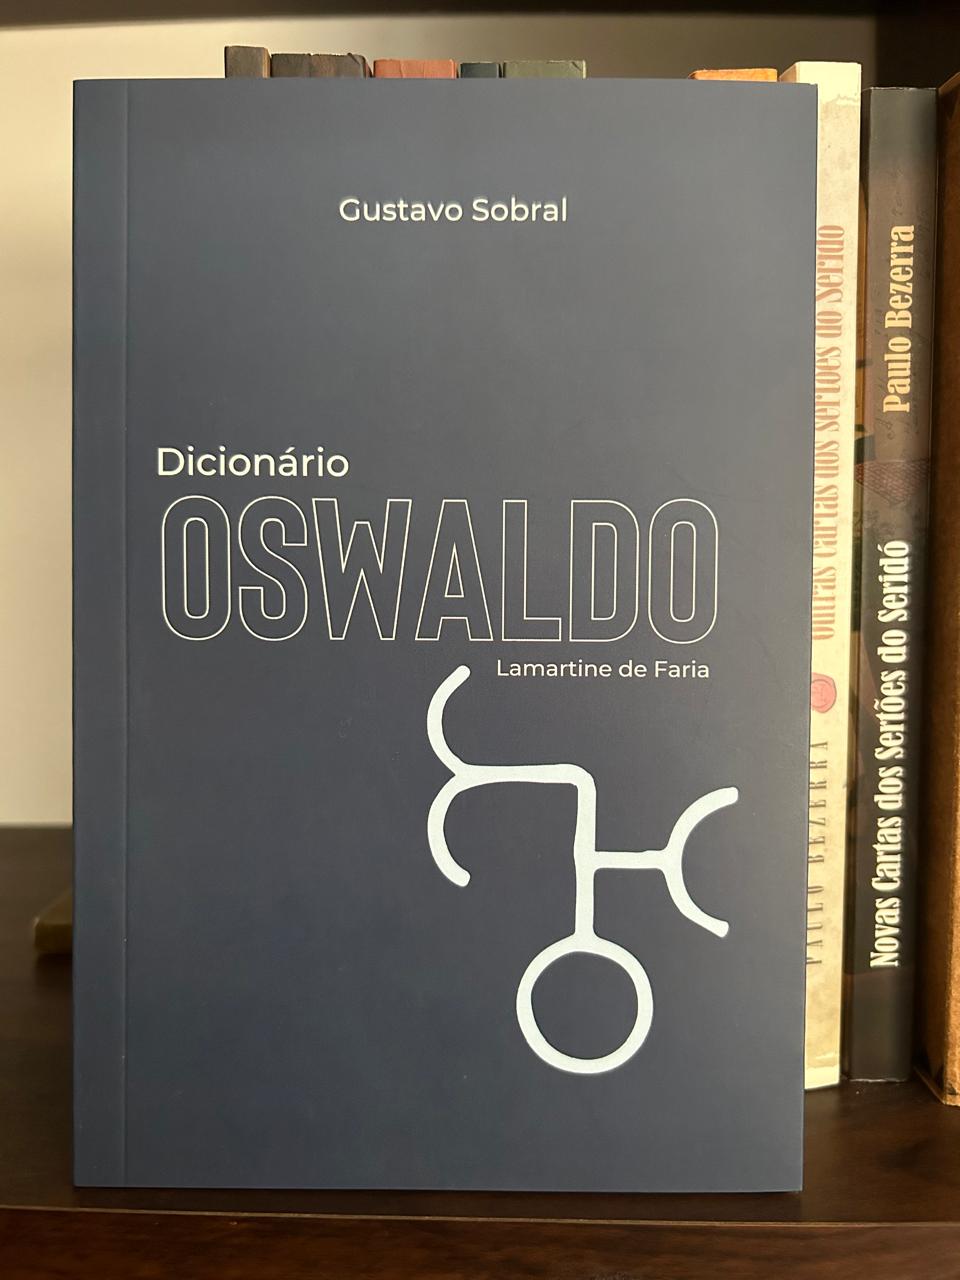 Gustavo Sobral
Dicionário
OSWALDO
Lamartine de Faria
Outras cartas dos sertões do Seridó
PAULO BEZERRA
Novas Cartas dos Sertões do Seridó
Paulo Bezerra